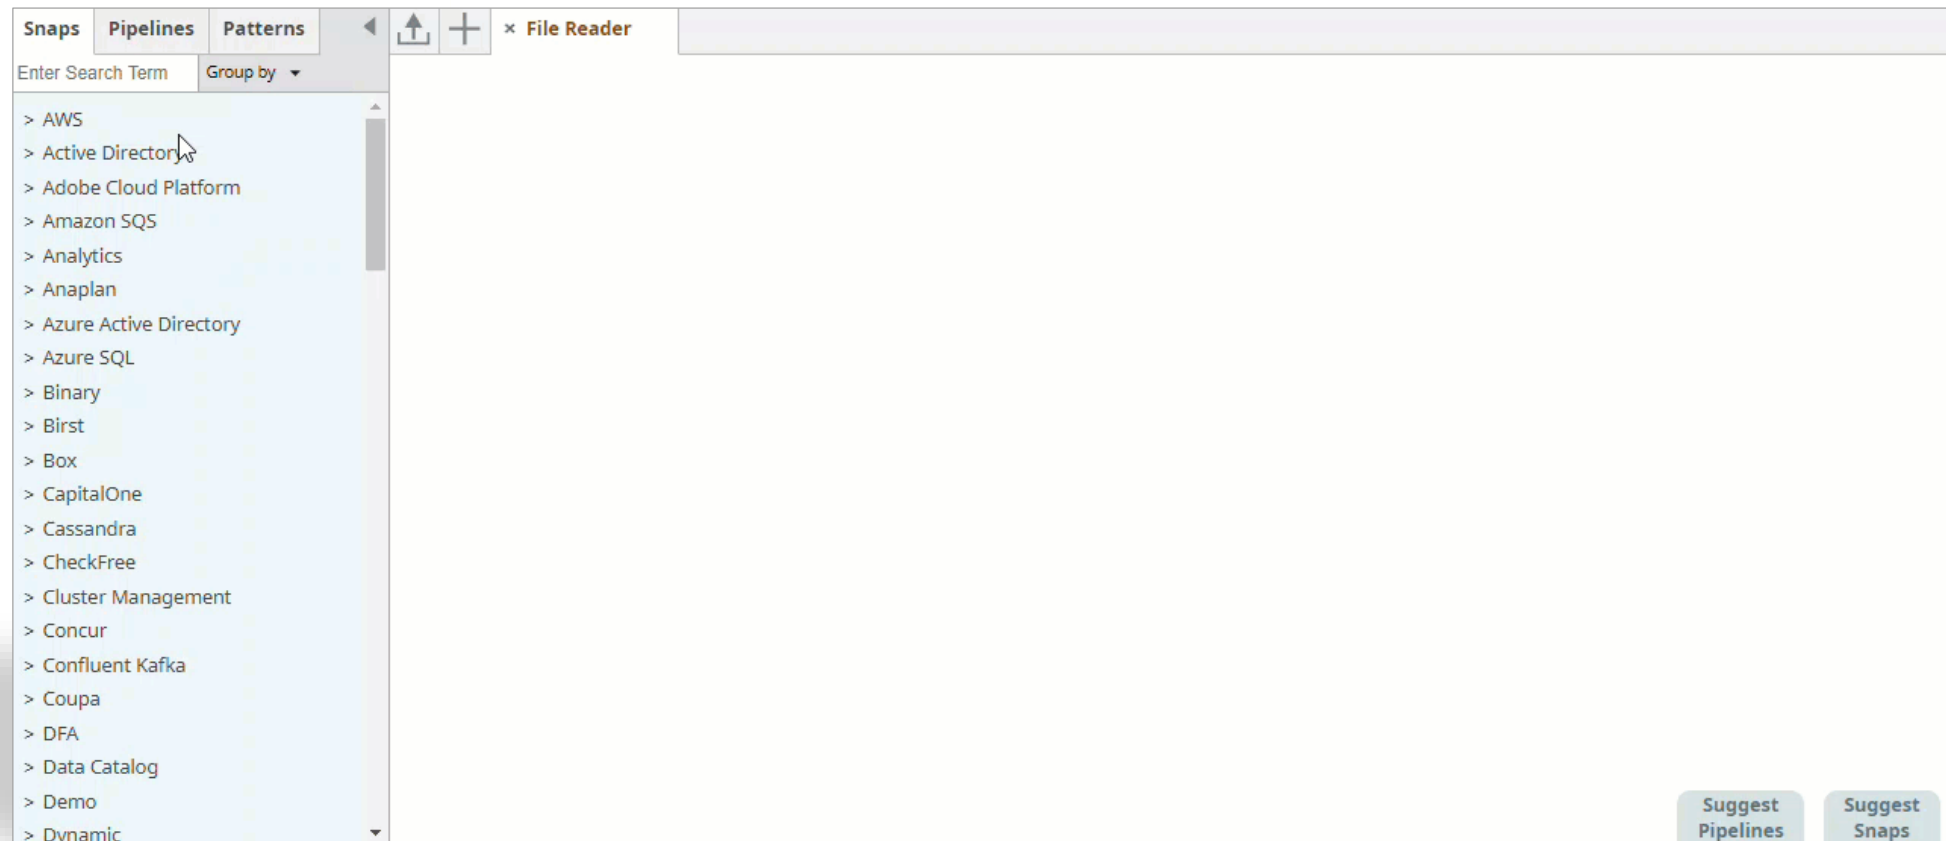 Snaps Pipelines Patterns × File Reader
Enter Search Term Group by
> AWS
> Active Directory
> Adobe Cloud Platform
> Amazon SQS
> Analytics
> Anaplan
> Azure Active Directory
> Azure SQL
> Binary
> Birst
> Box
> CapitalOne
> Cassandra
> CheckFree
> Cluster Management
> Concur
> Confluent Kafka
> Coupa
> DFA
> Data Catalog
> Demo
> Dynamic
Suggest
Pipelines
Suggest
Snaps